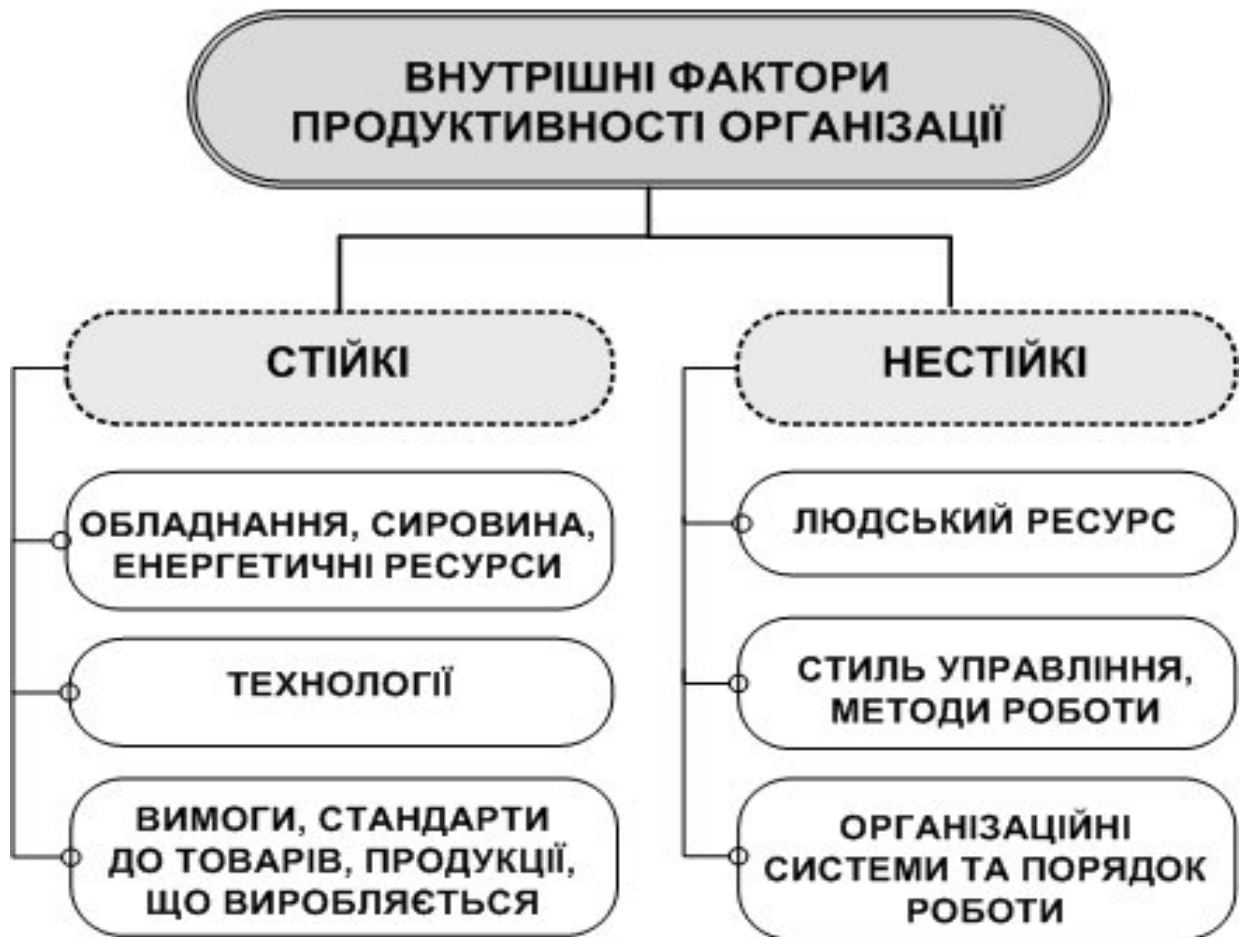 ВНУТРІШНІ ФАКТОРИ
ПРОДУКТИВНОСТІ ОРГАНІЗАЦІЇ
СТІЙКІ
ОБЛАДНАННЯ, СИРОВИНА,
ЕНЕРГЕТИЧНІ РЕСУРСИ
ТЕХНОЛОГІЇ
ВИМОГИ, СТАНДАРТИ
ДО ТОВАРІВ, ПРОДУКЦІЇ,
ЩО ВИРОБЛЯЄТЬСЯ
НЕСТІЙКІ
ЛЮДСЬКИЙ РЕСУРС
СТИЛЬ УПРАВЛІННЯ,
МЕТОДИ РОБОТИ
ОРГАНІЗАЦІЙНІ
СИСТЕМИ ТА ПОРЯДОК
РОБОТИ